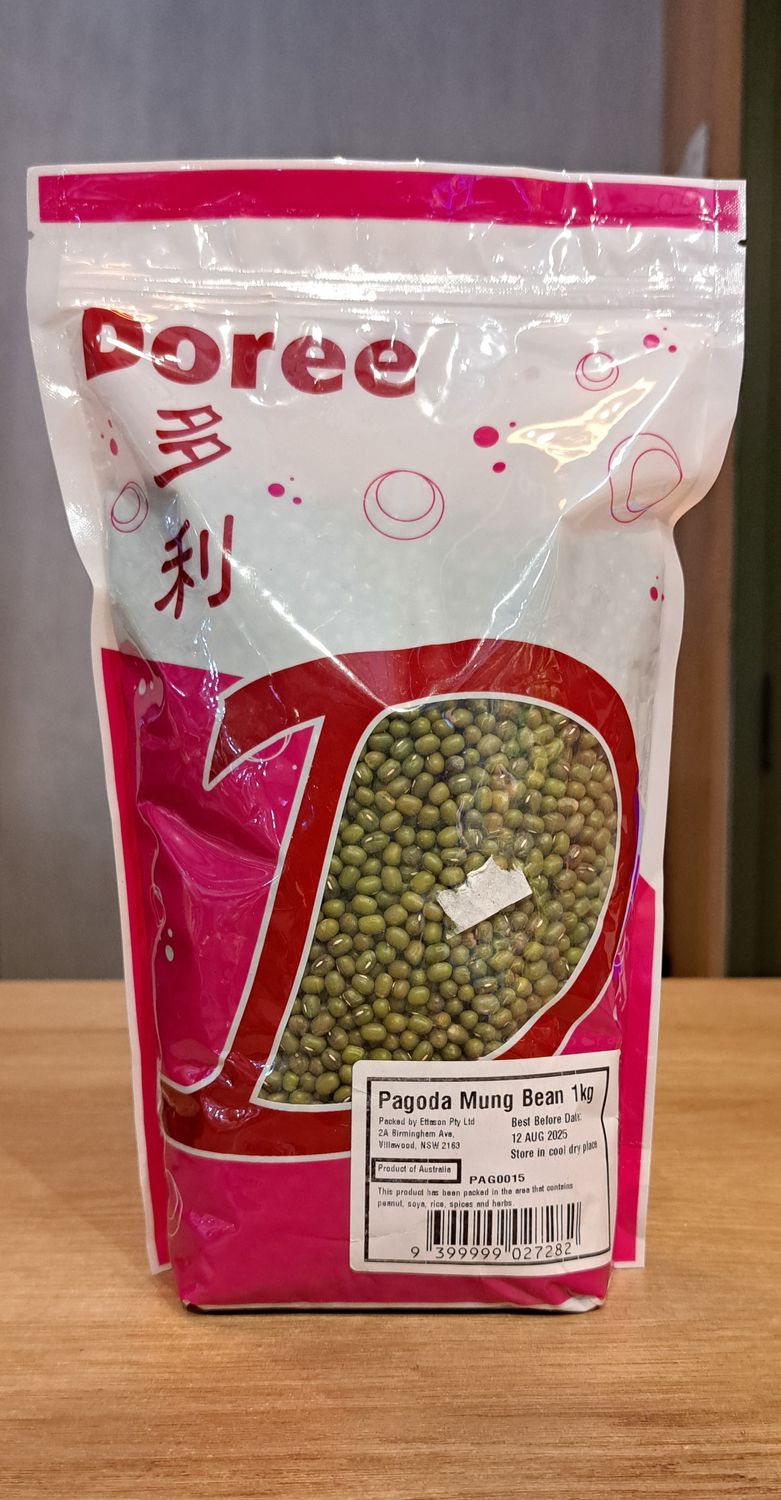 Doree
多
利
Pagoda Mung Bean 1kg
Packed by Ettason Pty Ltd
2A Birmingham Ave,
Villawood, NSW 2163
Best Before Date:
12 AUG 2025
Store in cool dry place
Product of Australia
PAG0015
This product has been packed in the area that contains
peanut, soya, rice, spices and herbs.
9 399999 027282